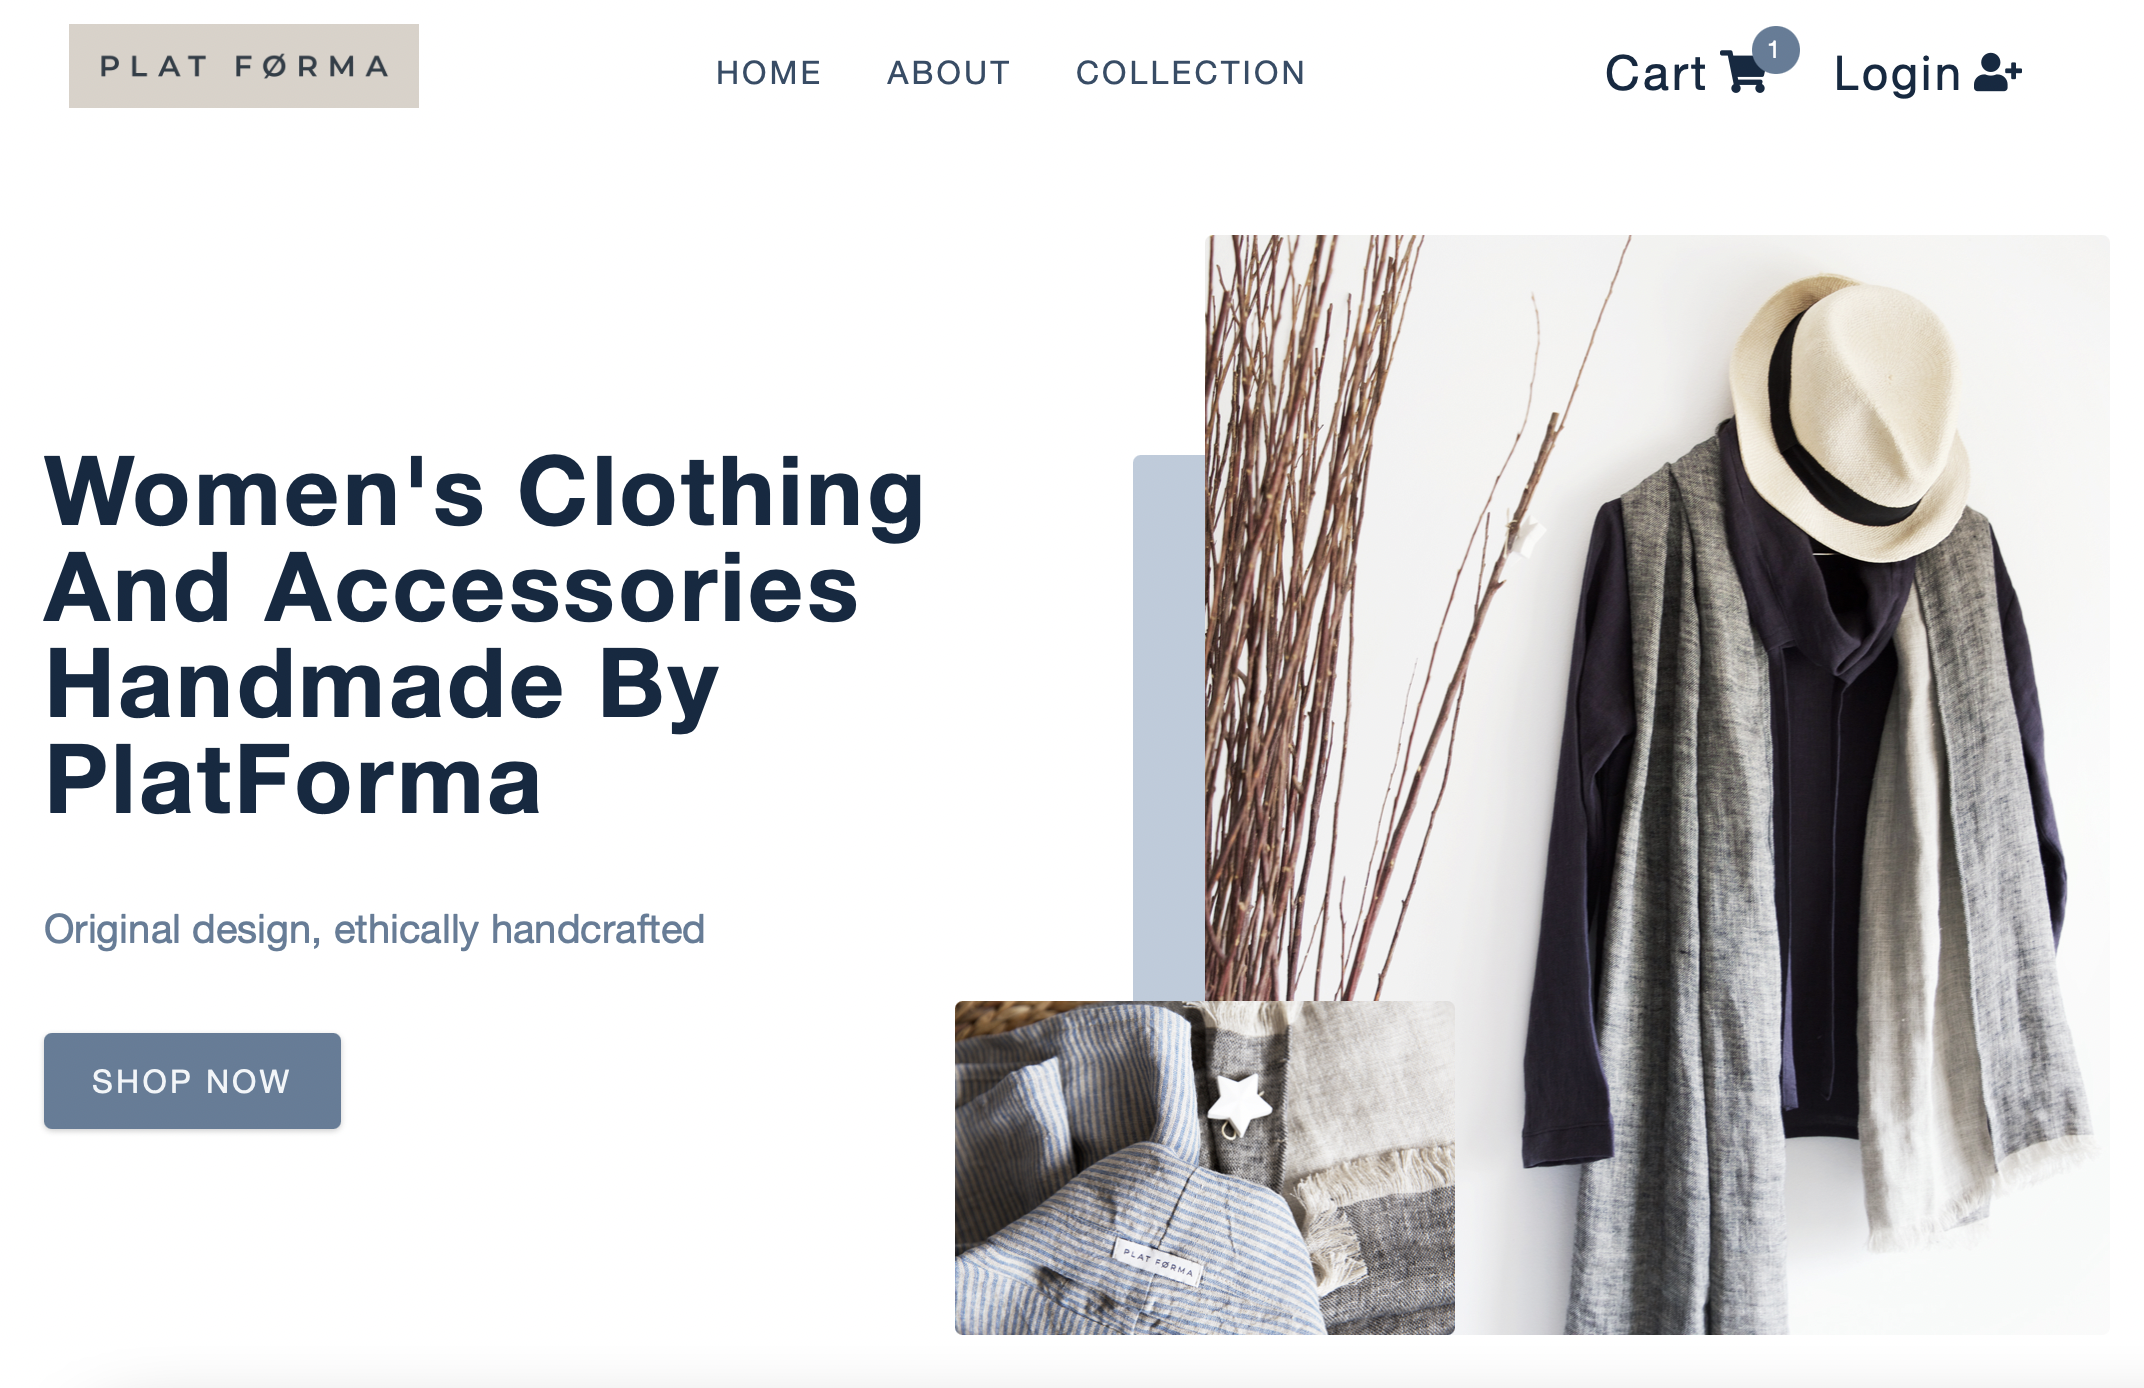 PLAT FØRMA
HOME ABOUT COLLECTION
Cart 1 Login
Women's Clothing
And Accessories
Handmade By
PlatForma
Original design, ethically handcrafted
SHOP NOW
PLAT FØRMA